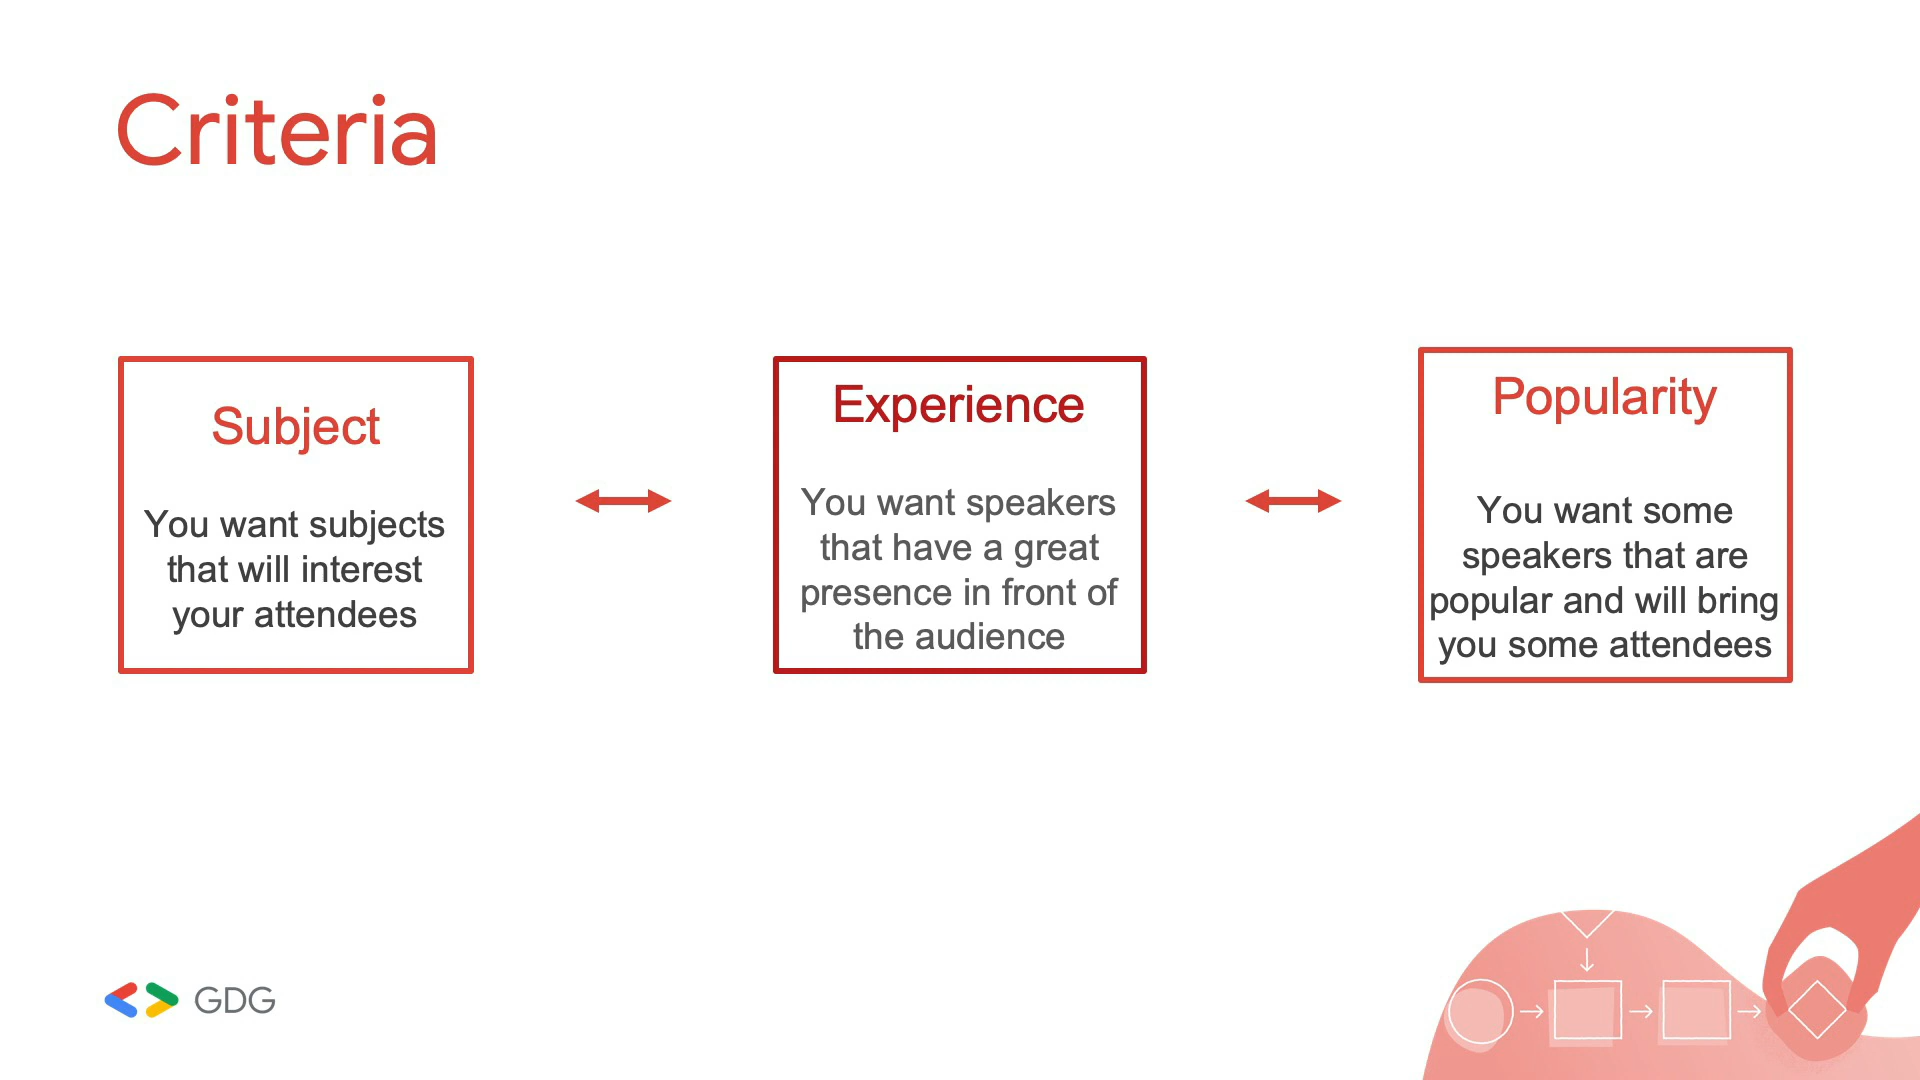 Criteria
Subject
You want subjects
that will interest
your attendees
Experience
You want speakers
that have a great
presence in front of
the audience
Popularity
You want some
speakers that are
popular and will bring
you some attendees
GDG